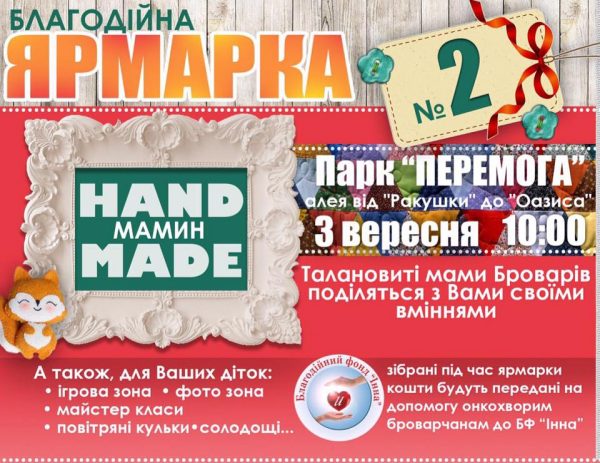 БЛАГОДІЙНА
ЯРМАРКА
№2
HAND
МАМИН
MADE
Парк “ПЕРЕМОГА”
алея від "Ракушки" до "Оазиса"
3 вересня 10:00
Талановиті мами Броварів
поділяться з Вами своїми
вміннями
А також, для Ваших діток:
• ігрова зона • фото зона
• майстер класи
• повітряні кульки•солодощі...
Благодійний фонд "Інна"
И
зібрані під час ярмарки
кошти будуть передані на
допомогу онкохворим
броварчанам до БФ “Інна”